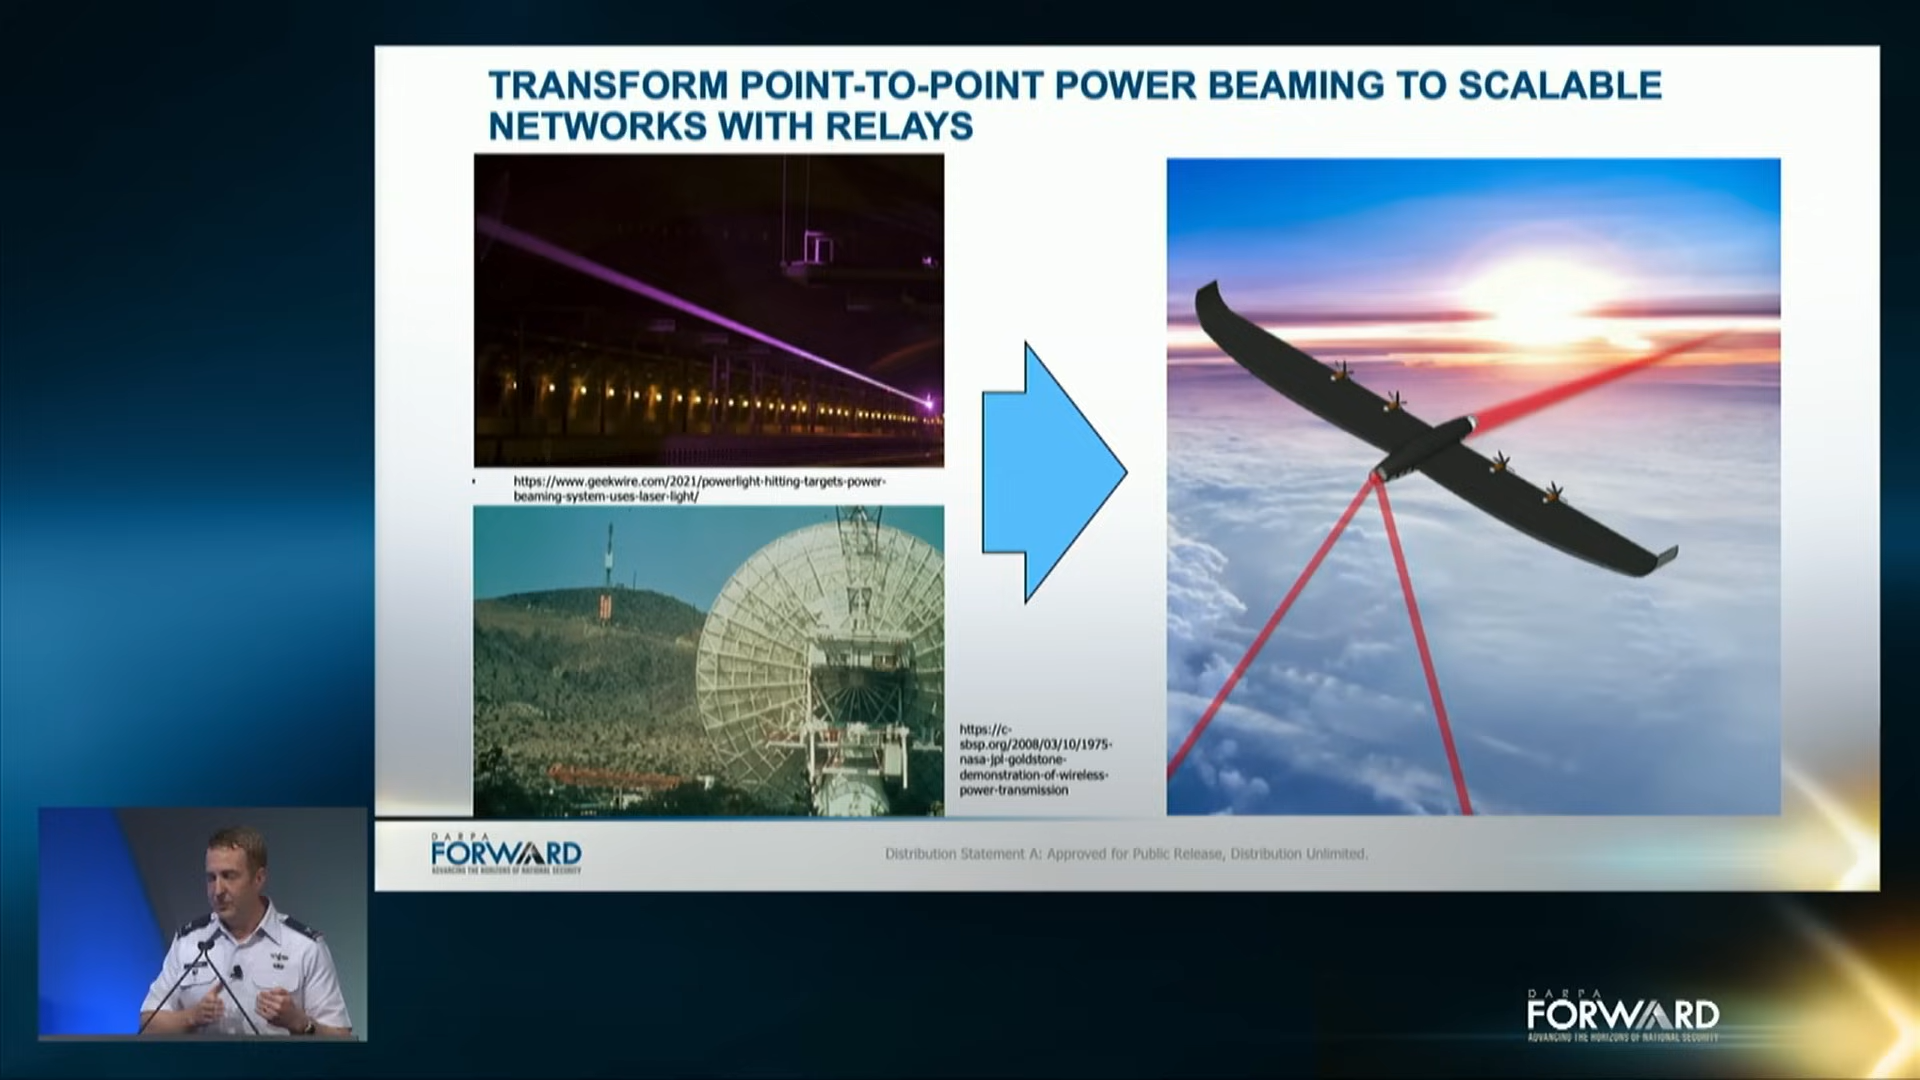 TRANSFORM POINT-TO-POINT POWER BEAMING TO SCALABLE
NETWORKS WITH RELAYS
https://www.geekwire.com/2021/powerlight-hitting-targets-power-
beaming-system-uses-laser-light/
https://c-
sbsp.org/2008/03/10/1975-
nasa-jpl-goldstone-
demonstration-of-wireless-
power-transmission
DARPA
FORWARD
ADVANCING THE HORIZONS OF NATIONAL SECURITY
Distribution Statement A: Approved for Public Release, Distribution Unlimited.
DARPA
FORWARD
ADVANCING THE HORIZONS OF NATIONAL SECURITY